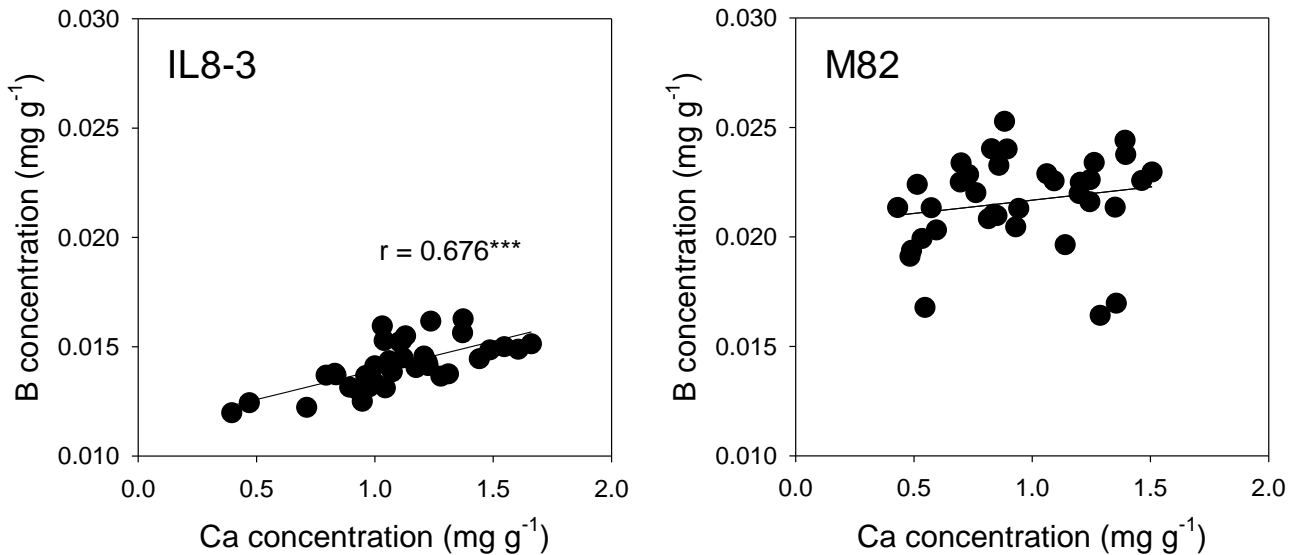 IL8-3
r = 0.676***
B concentration (mg g-1)
0.030
0.025
0.020
0.015
0.010
0.0 0.5 1.0 1.5 2.0
Ca concentration (mg g-1)
M82
B concentration (mg g-1)
0.030
0.025
0.020
0.015
0.010
0.0 0.5 1.0 1.5 2.0
Ca concentration (mg g-1)